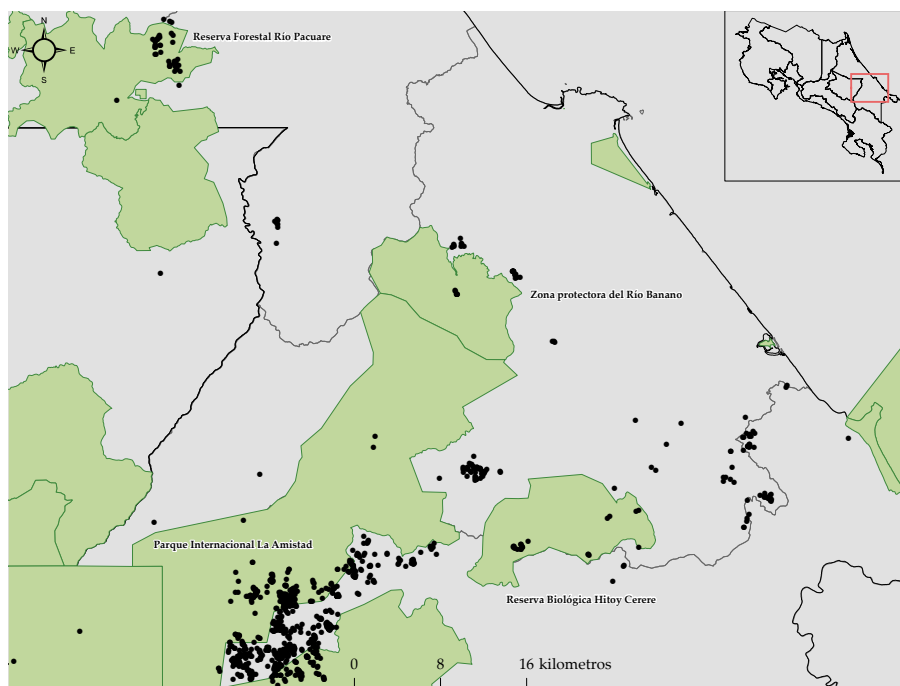 Reserva Forestal Río Pacuare
N
W E
S
Zona protectora del Río Banano
Parque Internacional La Amistad
Reserva Biológica Hitoy Cerere
0 8 16 kilometros